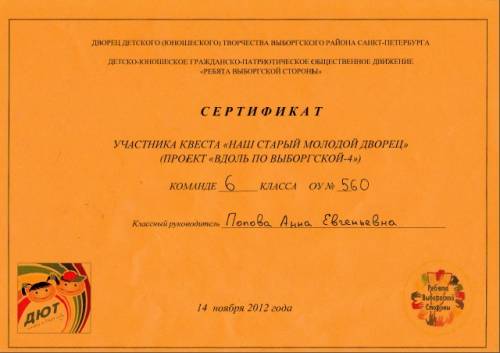 ДВОРЕЦ ДЕТСКОГО (ЮНОШЕСКОГО) ТВОРЧЕСТВА ВЫБОРГСКОГО РАЙОНА САНКТ-ПЕТЕРБУРГА
ДЕТСКО-ЮНОШЕСКОЕ ГРАЖДАНСКО-ПАТРИОТИЧЕСКОЕ ОБЩЕСТВЕННОЕ ДВИЖЕНИЕ
«РЕБЯТА ВЫБОРГСКОЙ СТОРОНЫ»
СЕРТИФИКАТ
УЧАСТНИКА КВЕСТА «НАШ СТАРЫЙ МОЛОДОЙ ДВОРЕЦ»
(ПРОЕКТ «ВДОЛЬ ПО ВЫБОРГСКОЙ-4»)
КОМАНДЕ 6 КЛАССА ОУ № 560
Классный руководитель Попова Анна Евгеньевна
ДЮТ
Ребята
Выборгской
Стороны
14 ноября 2012 года